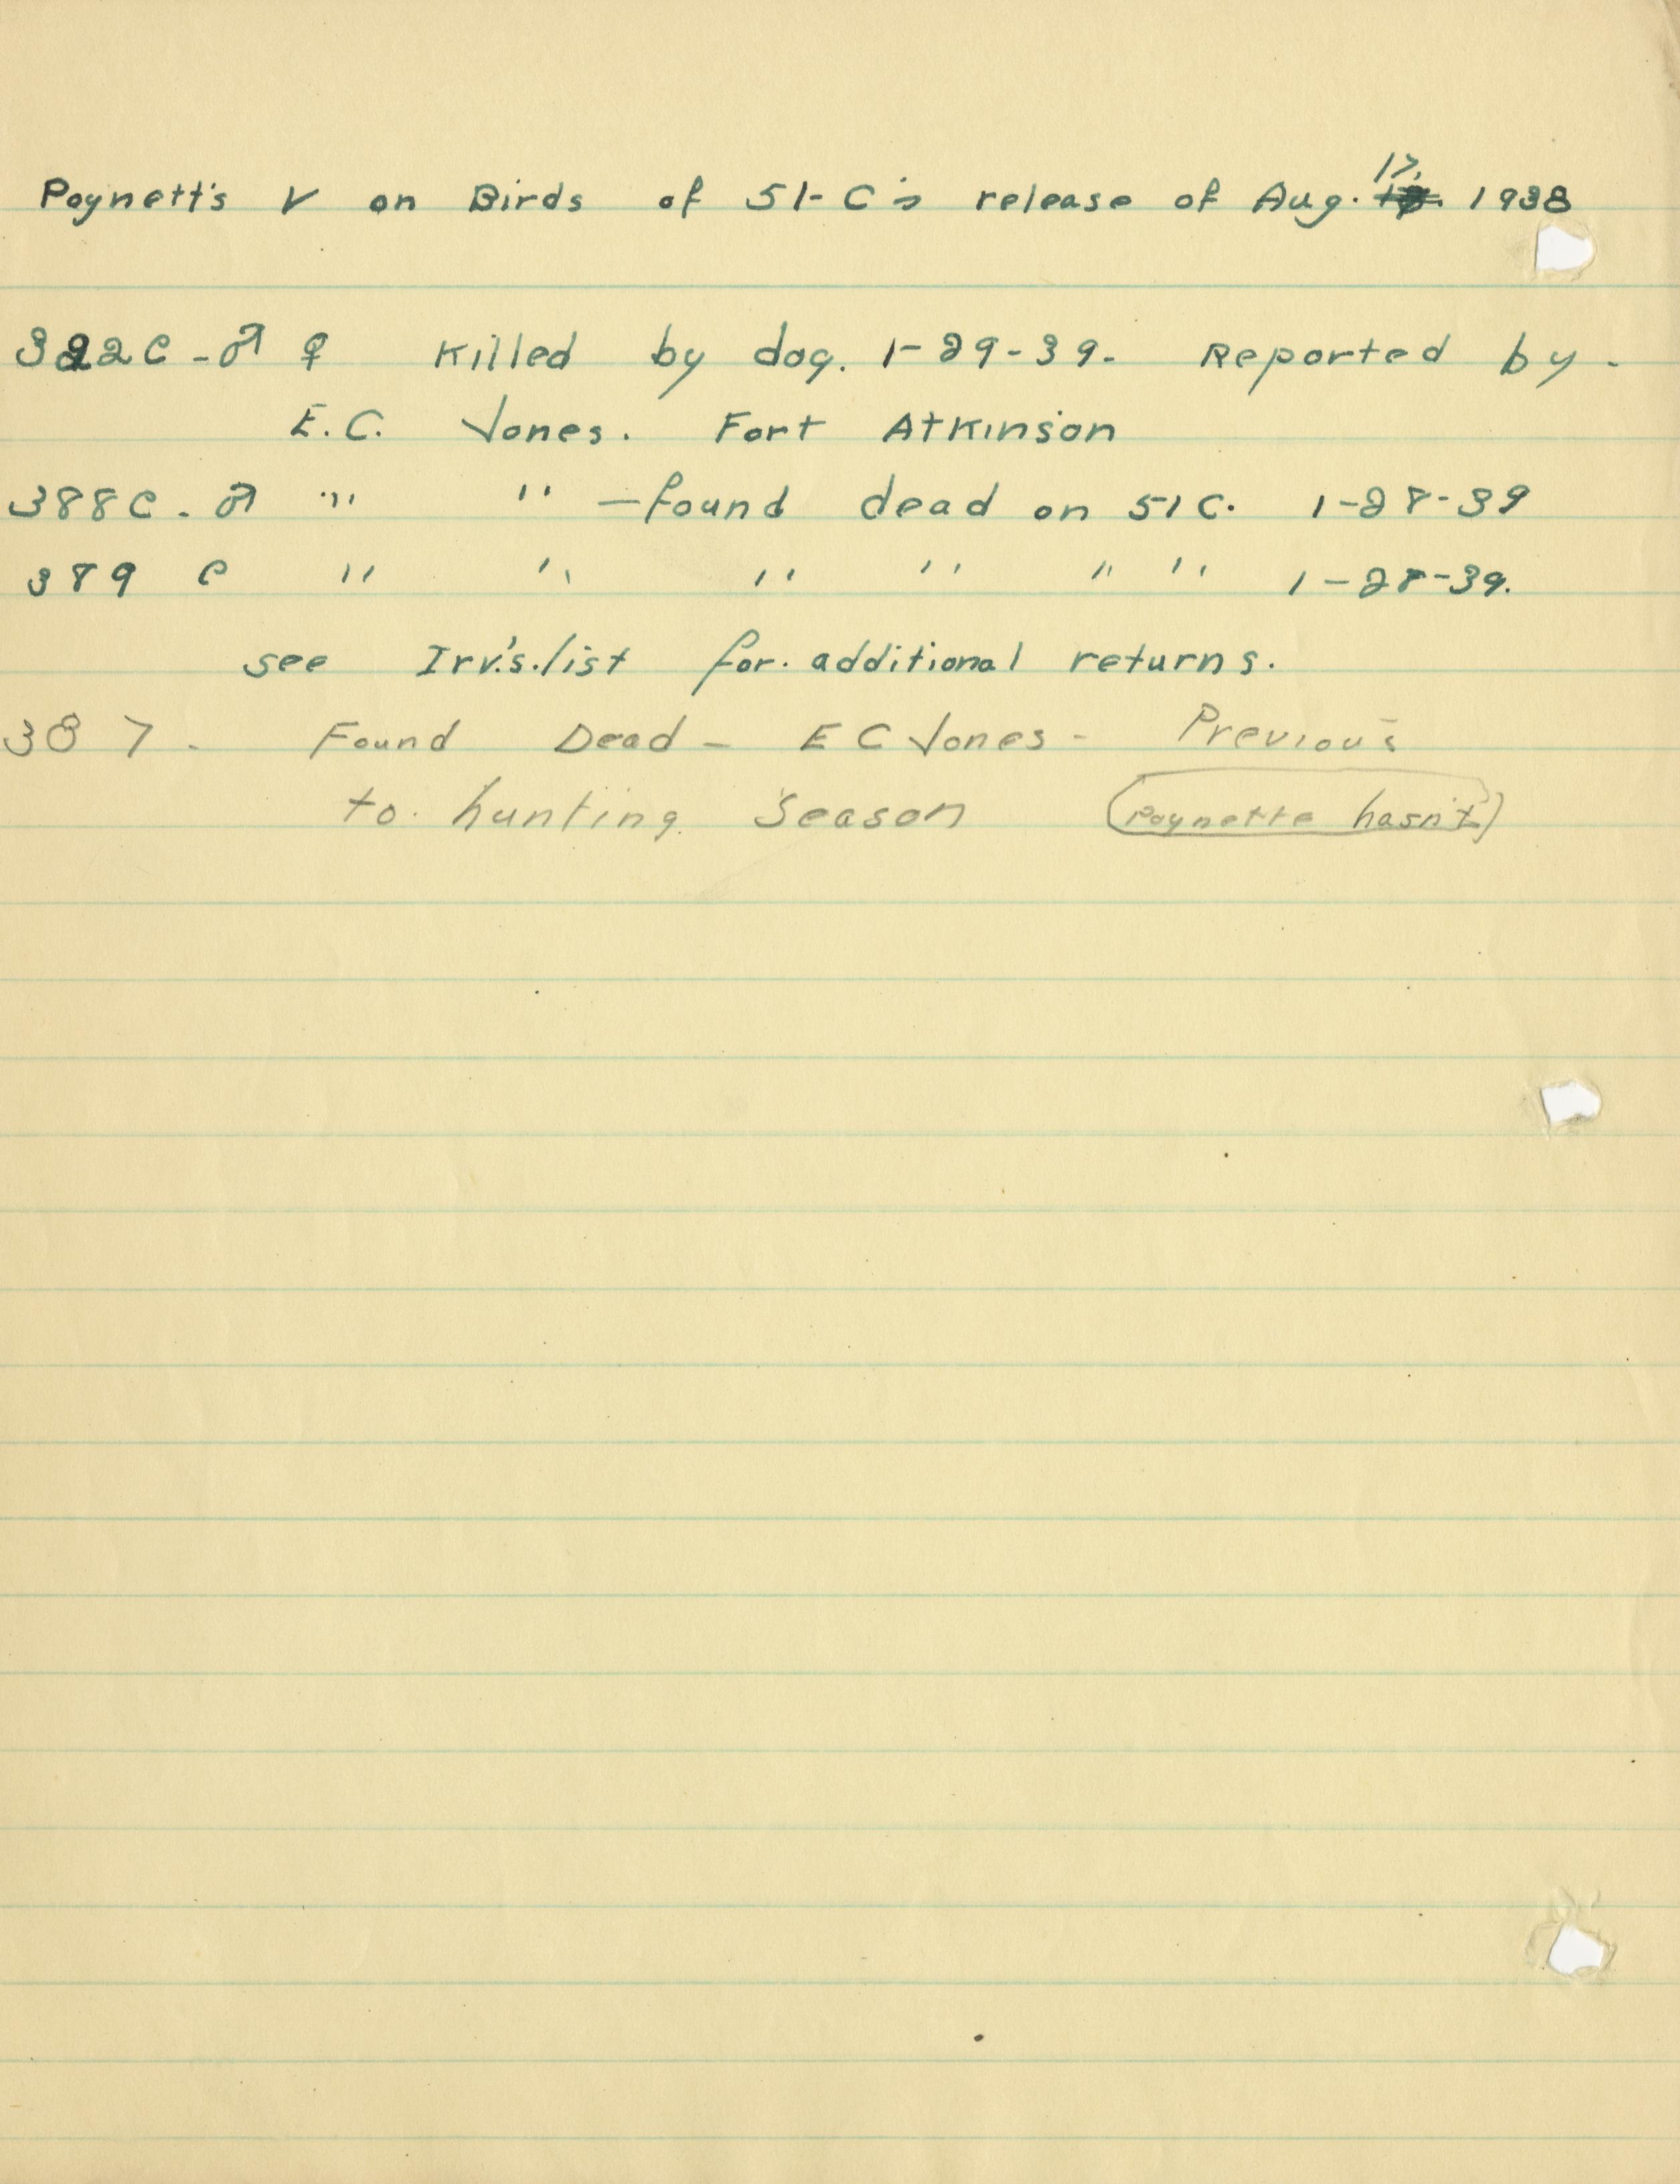 Poynett's V on Birds of 51-C's release of Aug. 17, 1938
322C - ♂ ♀ Killed by dog. 1-29-39. Reported by -
E.C. Jones. Fort Atkinson
388C - ♂ " " — found dead on 51C. 1-28-39
389 C " " " " " " 1-28-39.
see Irv's. list for. additional returns.
387 - Found Dead - E C Jones - Previous
to. hunting Season (Poynette hasn't)